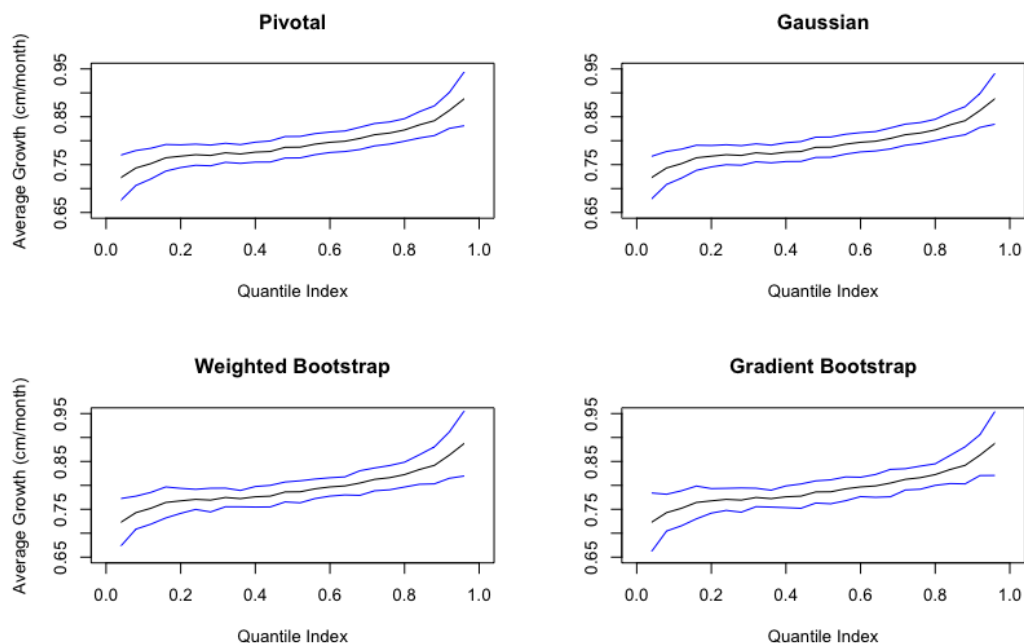 Pivotal
Average Growth (cm/month)
0.65 0.75 0.85 0.95
0.0 0.2 0.4 0.6 0.8 1.0
Quantile Index
Gaussian
0.65 0.75 0.85 0.95
0.0 0.2 0.4 0.6 0.8 1.0
Quantile Index
Weighted Bootstrap
Average Growth (cm/month)
0.65 0.75 0.85 0.95
0.0 0.2 0.4 0.6 0.8 1.0
Quantile Index
Gradient Bootstrap
0.65 0.75 0.85 0.95
0.0 0.2 0.4 0.6 0.8 1.0
Quantile Index